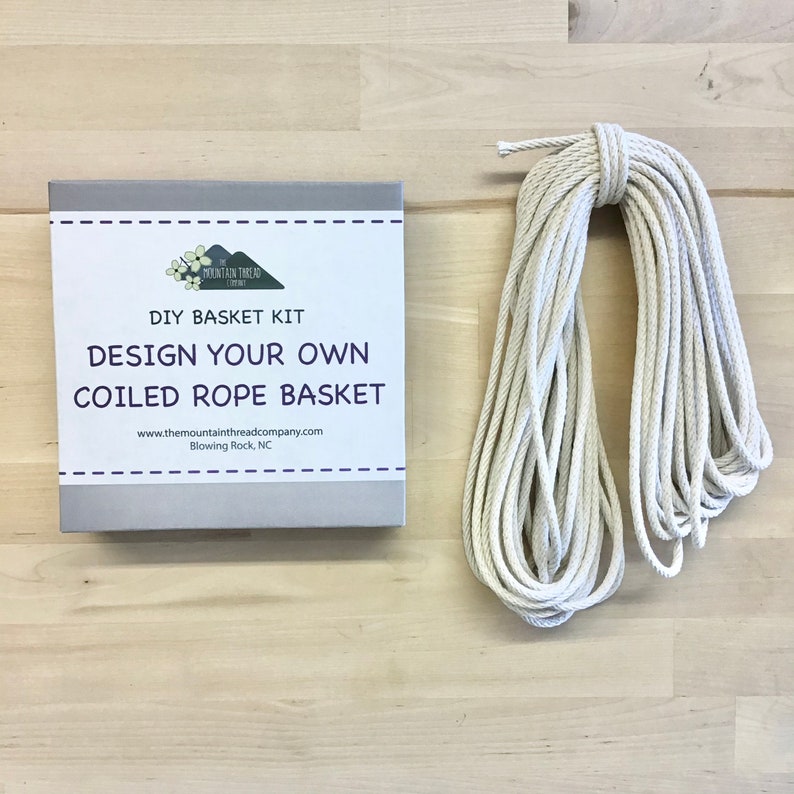 THE
MOUNTAIN THREAD
COMPANY
DIY BASKET KIT
DESIGN YOUR OWN
COILED ROPE BASKET
www.themountainthreadcompany.com
Blowing Rock, NC